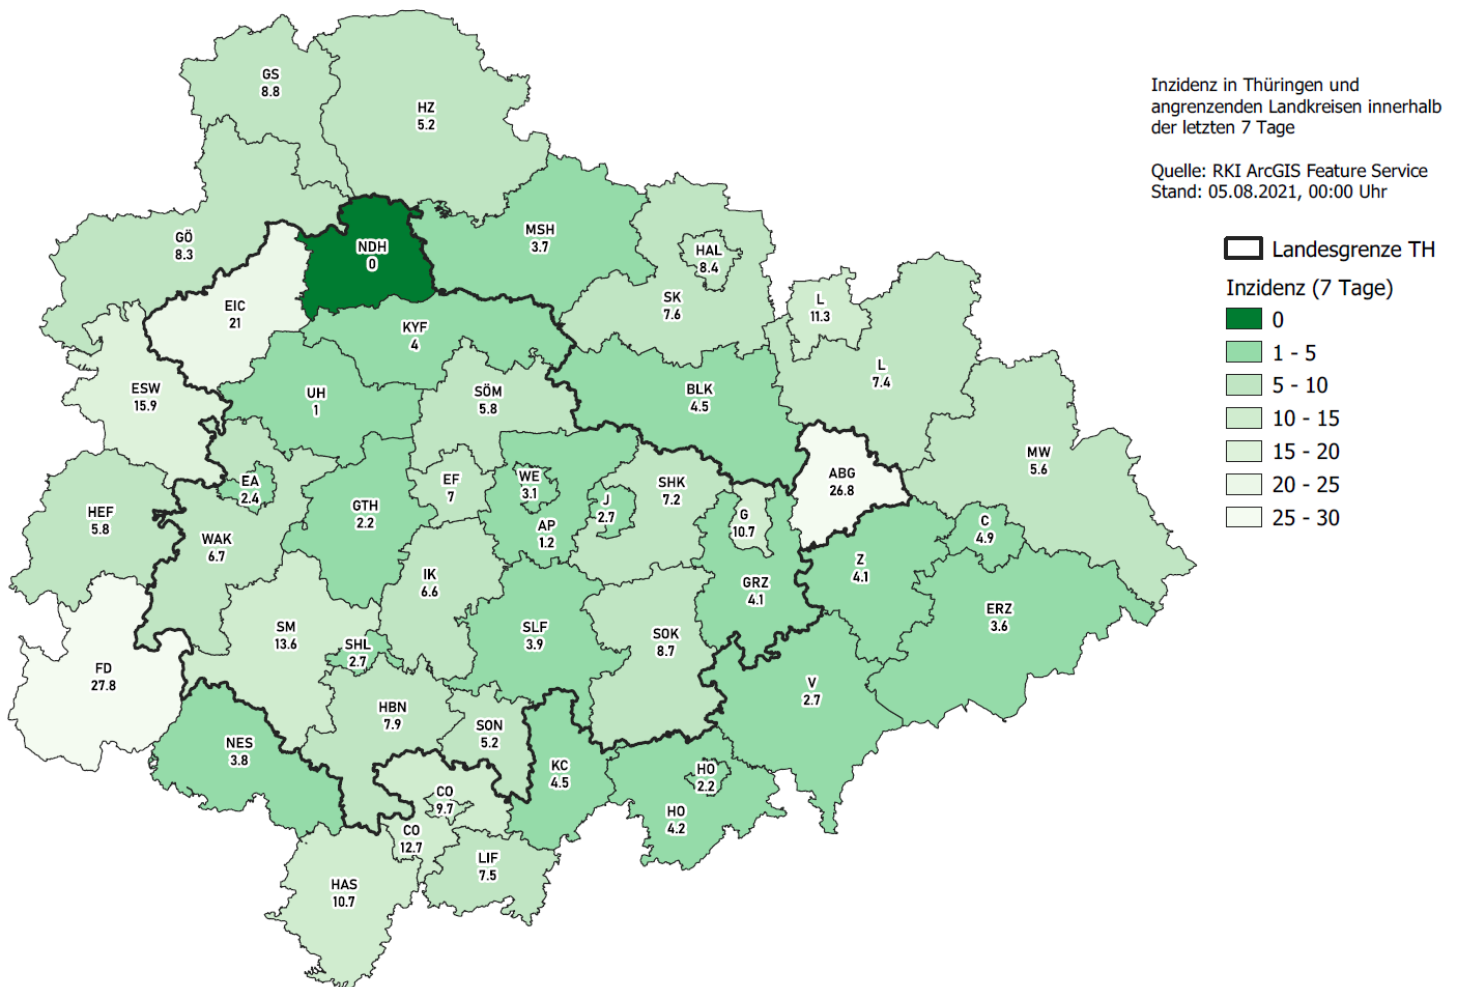 Inzidenz in Thüringen und
angrenzenden Landkreisen innerhalb
der letzten 7 Tage
Quelle: RKI ArcGIS Feature Service
Stand: 05.08.2021, 00:00 Uhr
Landesgrenze TH
Inzidenz (7 Tage)
0
1 - 5
5 - 10
10 - 15
15 - 20
20 - 25
25 - 30
GS
8.8
HZ
5.2
GÖ
8.3
NDH
0
MSH
3.7
HAL
8.4
SK
7.6
L
11.3
EIC
21
KYF
4
L
7.4
ESW
15.9
UH
1
SÖM
5.8
BLK
4.5
MW
5.6
ABG
26.8
EA
2.4
EF
7
WE
3.1
SHK
7.2
J
2.7
GTH
2.2
HEF
5.8
G
10.7
C
4.9
AP
1.2
WAK
6.7
Z
4.1
IK
6.6
GRZ
4.1
ERZ
3.6
SM
13.6
SLF
3.9
SOK
8.7
SHL
2.7
FD
27.8
V
2.7
HBN
7.9
SON
5.2
NES
3.8
KC
4.5
HO
2.2
CO
9.7
HO
4.2
CO
12.7
LIF
7.5
HAS
10.7